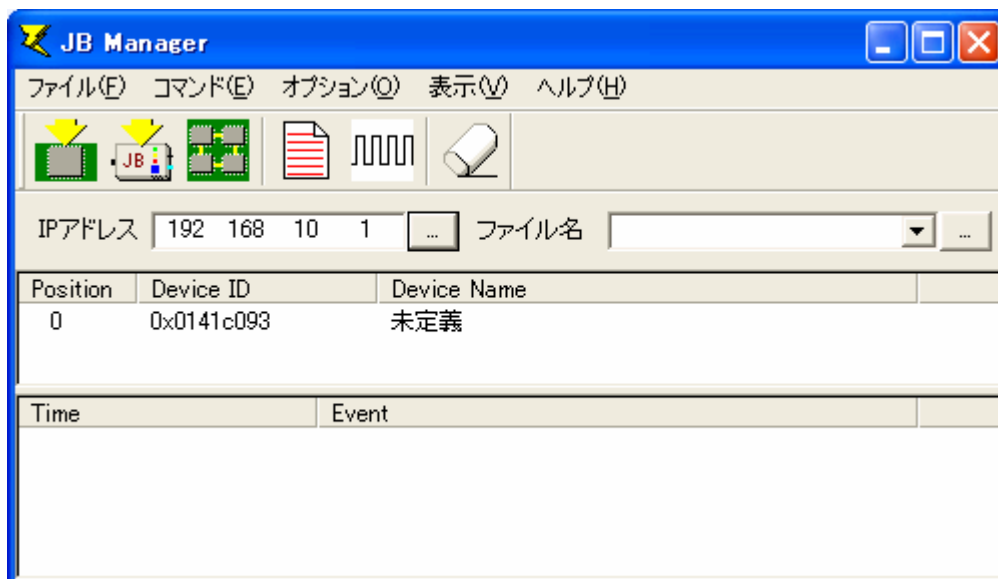 JB Manager
ファイル(F) コマンド(E) オプション(O) 表示(V) ヘルプ(H)
JB
IPアドレス 192 168 10 1 ... ファイル名 ...
Position Device ID Device Name
0 0x0141c093 未定義
Time Event